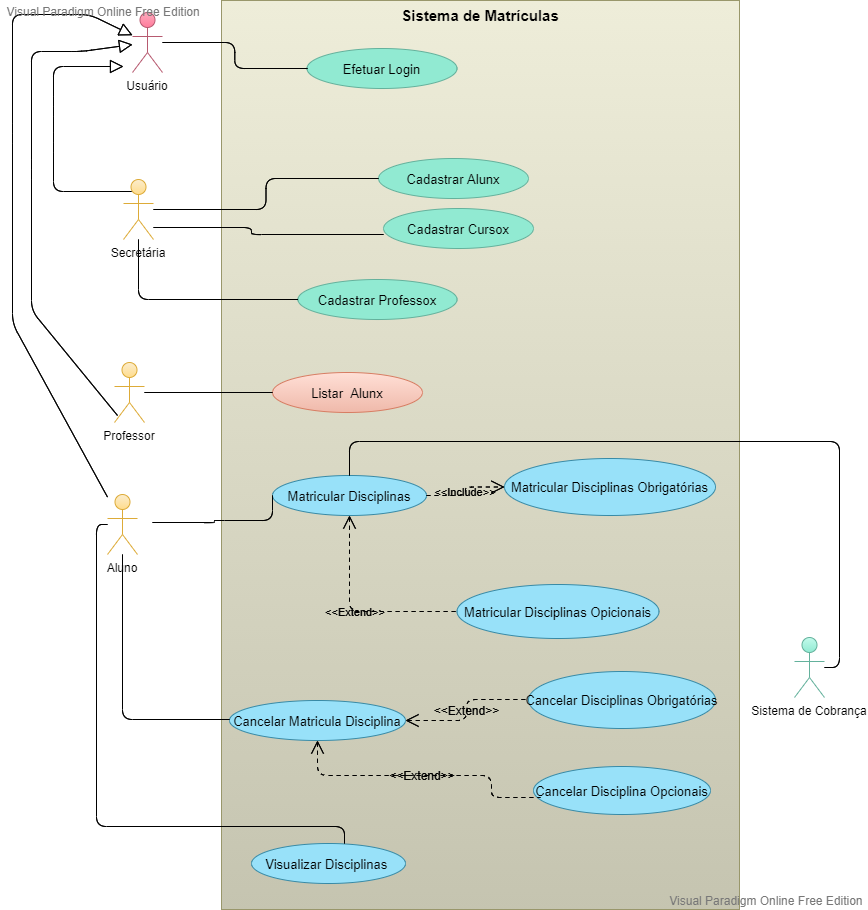 Visual Paradigm Online Free Edition
Sistema de Matrículas
Usuário
Efetuar Login
Cadastrar Alunx
Secretária
Cadastrar Cursox
Cadastrar Professox
Listar Alunx
Professor
Matricular Disciplinas
<<Include>>
Matricular Disciplinas Obrigatórias
Aluno
<<Extend>>
Matricular Disciplinas Opicionais
Sistema de Cobrança
Cancelar Matricula Disciplina
<<Extend>>
Cancelar Disciplinas Obrigatórias
<<Extend>>
Cancelar Disciplina Opcionais
Visualizar Disciplinas
Visual Paradigm Online Free Edition